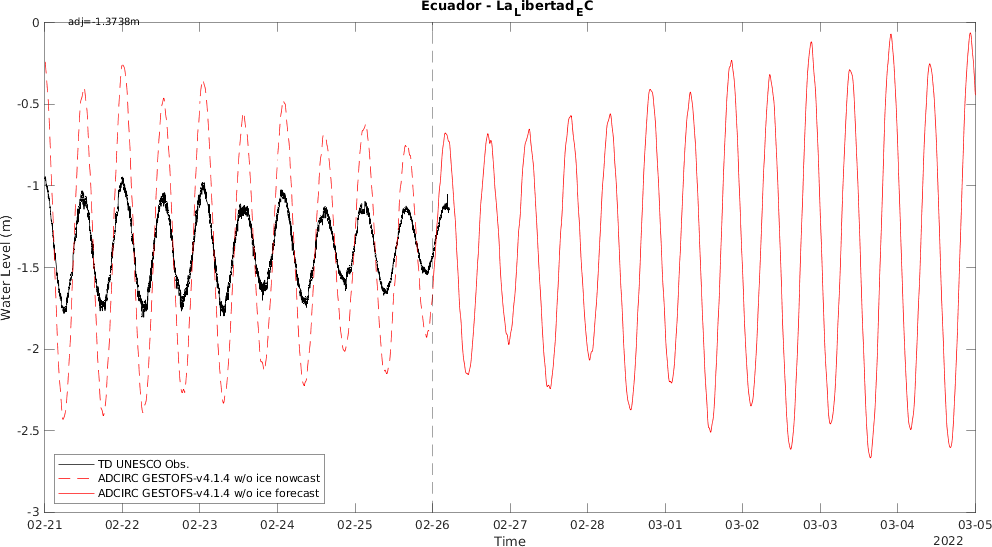 Ecuador - LaLibertadEC
adj=-1.3738m
0
-0.5
-1
-1.5
-2
-2.5
-3
Water Level (m)
TD UNESCO Obs.
ADCIRC GESTOFS-v4.1.4 w/o ice nowcast
ADCIRC GESTOFS-v4.1.4 w/o ice forecast
02-21 02-22 02-23 02-24 02-25 02-26 02-27 02-28 03-01 03-02 03-03 03-04 03-05
Time
2022